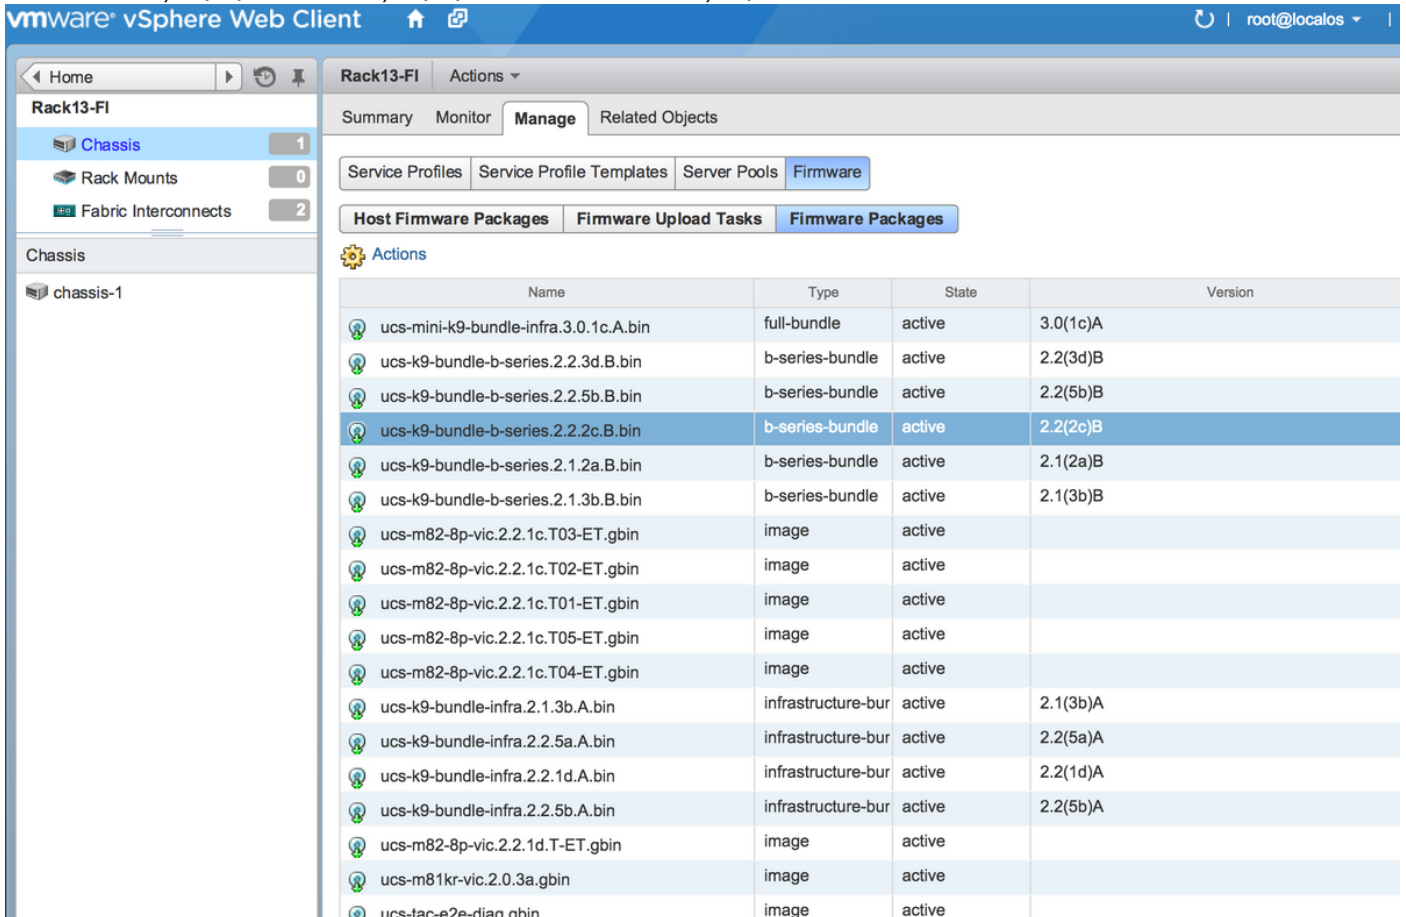 vmware® vSphere Web Client
root@localos
Home
Rack13-FI
Chassis 1
Rack Mounts 0
Fabric Interconnects 2
Chassis
chassis-1
Rack13-FI Actions
Summary Monitor Manage Related Objects
Service Profiles Service Profile Templates Server Pools Firmware
Host Firmware Packages Firmware Upload Tasks Firmware Packages
Actions
Name Type State Version
ucs-mini-k9-bundle-infra.3.0.1c.A.bin full-bundle active 3.0(1c)A
ucs-k9-bundle-b-series.2.2.3d.B.bin b-series-bundle active 2.2(3d)B
ucs-k9-bundle-b-series.2.2.5b.B.bin b-series-bundle active 2.2(5b)B
ucs-k9-bundle-b-series.2.2.2c.B.bin b-series-bundle active 2.2(2c)B
ucs-k9-bundle-b-series.2.1.2a.B.bin b-series-bundle active 2.1(2a)B
ucs-k9-bundle-b-series.2.1.3b.B.bin b-series-bundle active 2.1(3b)B
ucs-m82-8p-vic.2.2.1c.T03-ET.gbin image active
ucs-m82-8p-vic.2.2.1c.T02-ET.gbin image active
ucs-m82-8p-vic.2.2.1c.T01-ET.gbin image active
ucs-m82-8p-vic.2.2.1c.T05-ET.gbin image active
ucs-m82-8p-vic.2.2.1c.T04-ET.gbin image active
ucs-k9-bundle-infra.2.1.3b.A.bin infrastructure-bur active 2.1(3b)A
ucs-k9-bundle-infra.2.2.5a.A.bin infrastructure-bur active 2.2(5a)A
ucs-k9-bundle-infra.2.2.1d.A.bin infrastructure-bur active 2.2(1d)A
ucs-k9-bundle-infra.2.2.5b.A.bin infrastructure-bur active 2.2(5b)A
ucs-m82-8p-vic.2.2.1d.T-ET.gbin image active
ucs-m81kr-vic.2.0.3a.gbin image active
ucs-tac-e2e-diag.gbin image active